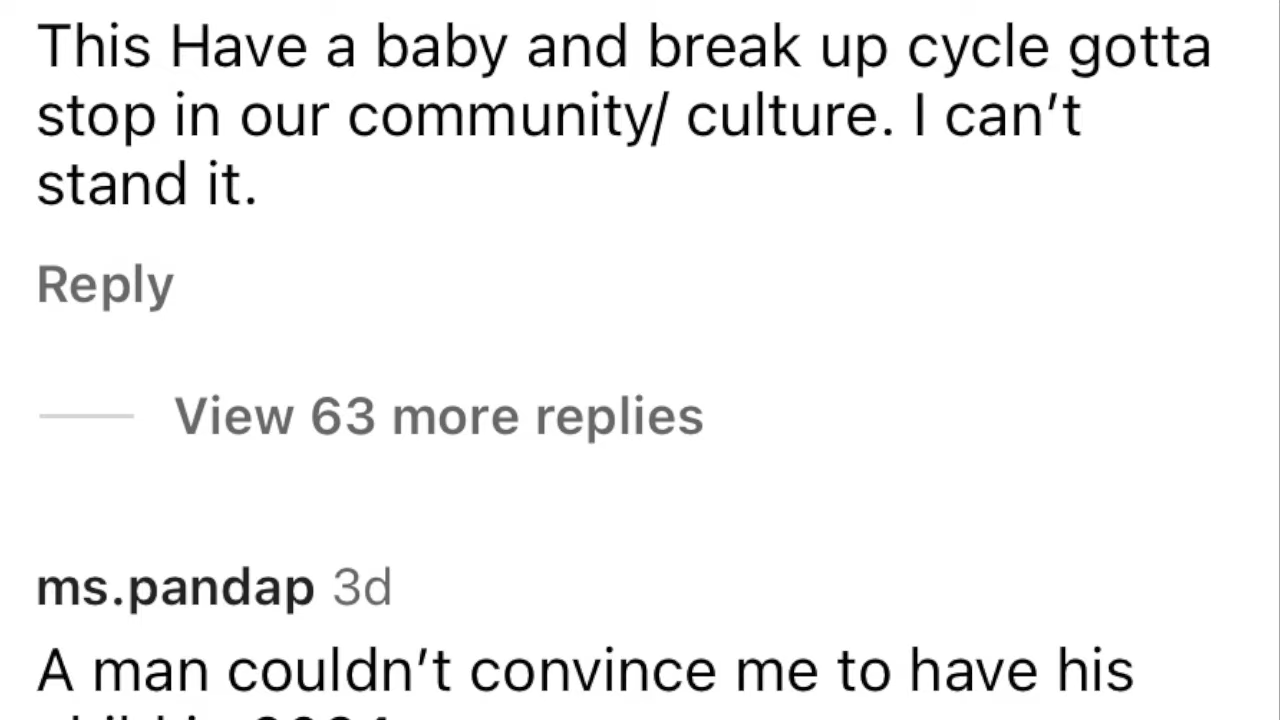 This Have a baby and break up cycle gotta
stop in our community/ culture. I can’t
stand it.
Reply
View 63 more replies
ms.pandap 3d
A man couldn’t convince me to have his